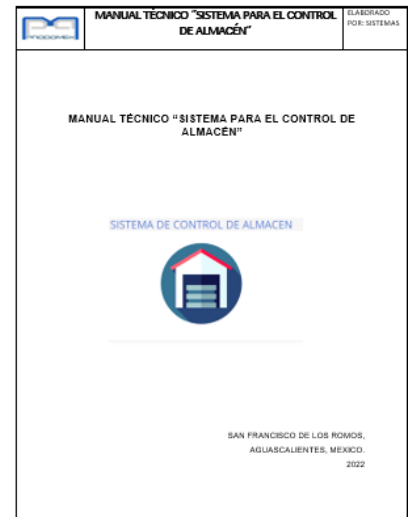 PRODOMEX
MANUAL TÉCNICO "SISTEMA PARA EL CONTROL
DE ALMACÉN"
ELABORADO
POR: SISTEMAS
MANUAL TÉCNICO "SISTEMA PARA EL CONTROL DE
ALMACÉN"
SISTEMA DE CONTROL DE ALMACEN
SAN FRANCISCO DE LOS ROMOS,
AGUASCALIENTES, MEXICO.
2022